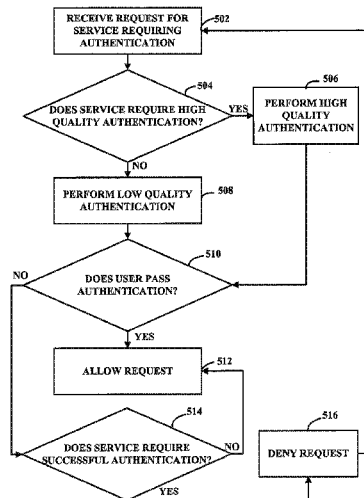 RECEIVE REQUEST FOR
SERVICE REQUIRING
AUTHENTICATION
502
504
DOES SERVICE REQUIRE HIGH
QUALITY AUTHENTICATION?
YES
506
PERFORM HIGH
QUALITY
AUTHENTICATION
NO
508
PERFORM LOW QUALITY
AUTHENTICATION
510
NO
DOES USER PASS
AUTHENTICATION?
YES
512
ALLOW REQUEST
514
DOES SERVICE REQUIRE
SUCCESSFUL AUTHENTICATION?
NO
516
DENY REQUEST
YES